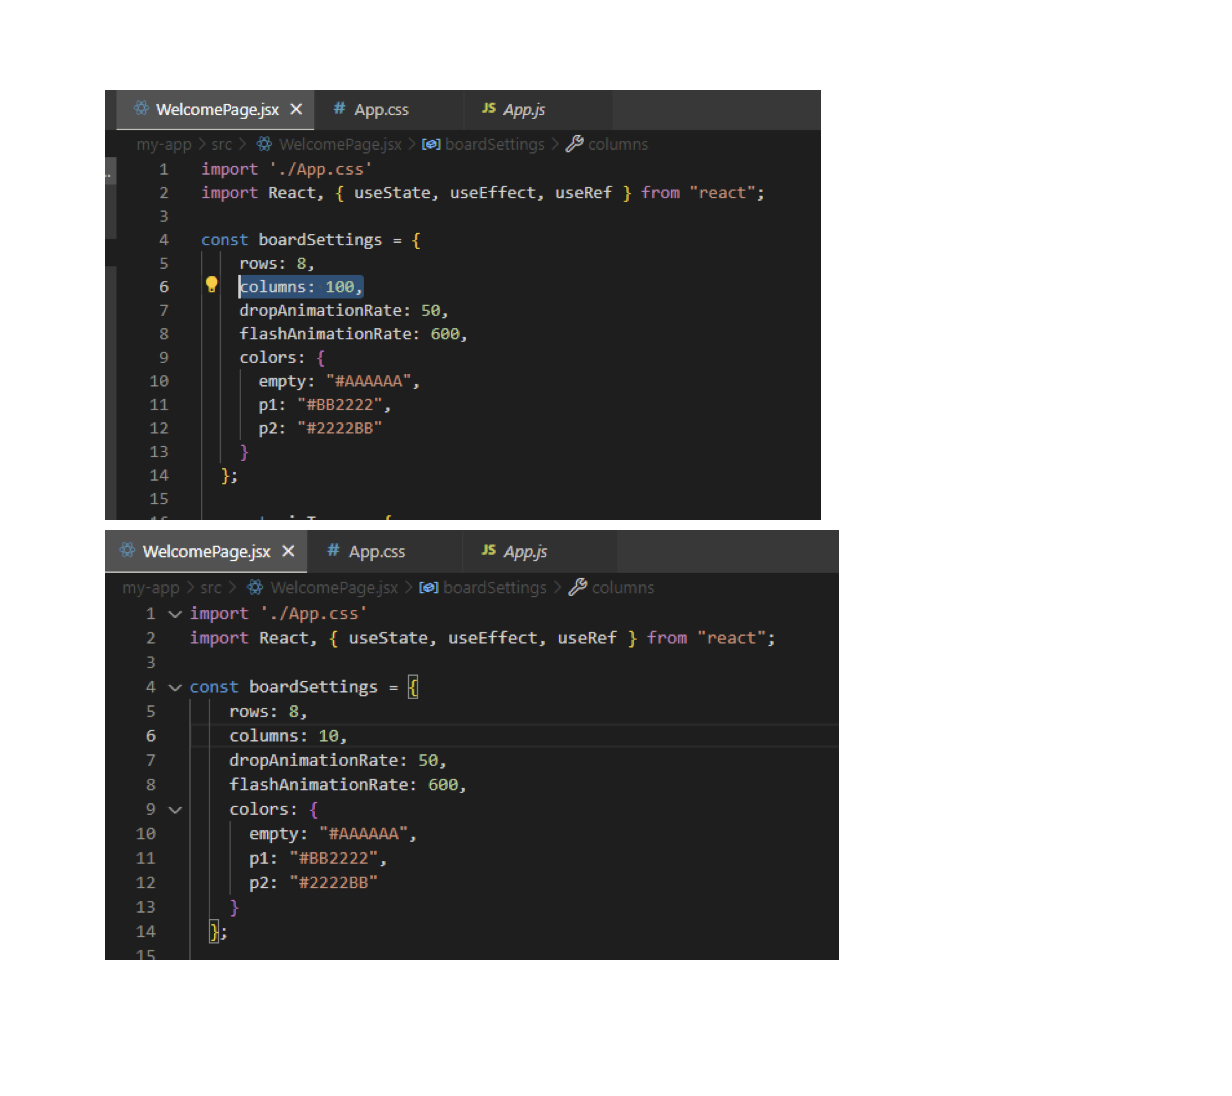 WelcomePage.jsx × # App.css JS App.js
my-app > src > WelcomePage.jsx > boardSettings > columns
1 import './App.css'
2 import React, { useState, useEffect, useRef } from "react";
3
4 const boardSettings = {
5 rows: 8,
6 columns: 100,
7 dropAnimationRate: 50,
8 flashAnimationRate: 600,
9 colors: {
10 empty: "#AAAAAA",
11 p1: "#BB2222",
12 p2: "#2222BB"
13 }
14 };
15
WelcomePage.jsx × # App.css JS App.js
my-app > src > WelcomePage.jsx > boardSettings > columns
1 import './App.css'
2 import React, { useState, useEffect, useRef } from "react";
3
4 const boardSettings = {
5 rows: 8,
6 columns: 10,
7 dropAnimationRate: 50,
8 flashAnimationRate: 600,
9 colors: {
10 empty: "#AAAAAA",
11 p1: "#BB2222",
12 p2: "#2222BB"
13 }
14 };
15